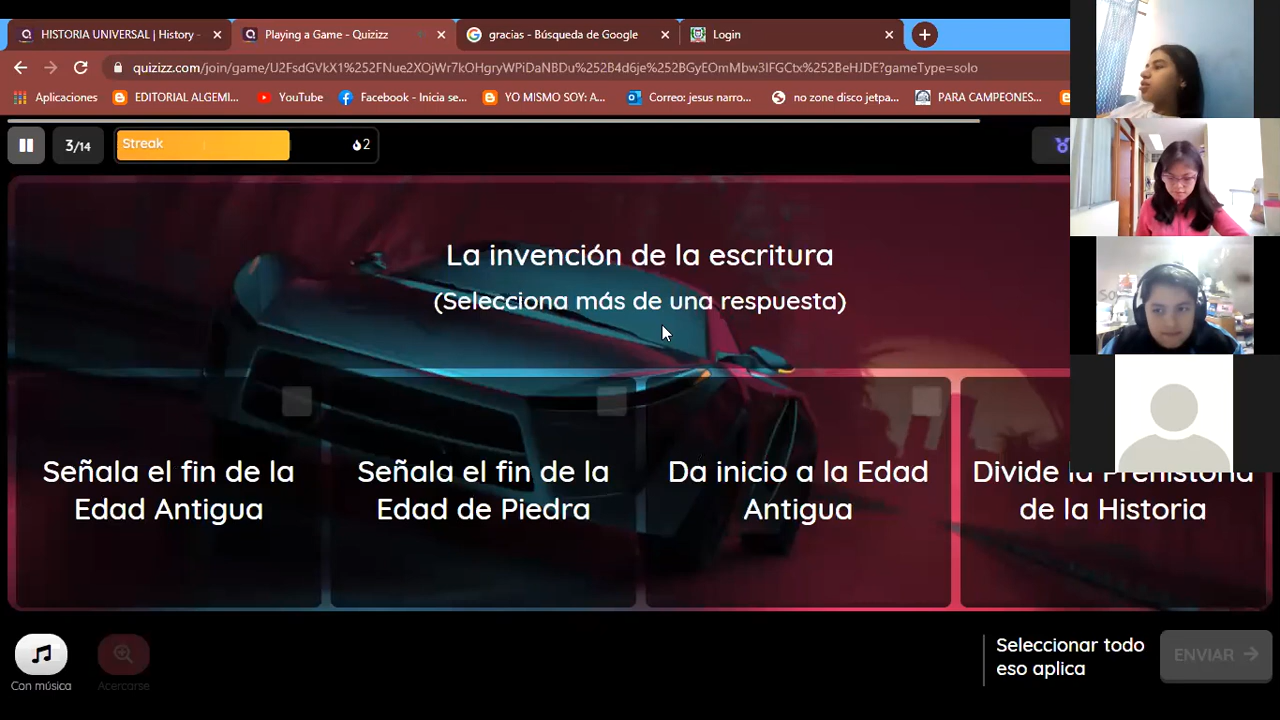 HISTORIA UNIVERSAL | History -
Playing a Game - Quizizz
gracias - Búsqueda de Google
Login
quizizz.com/join/game/U2FsdGVkX1%252FNue2XOjWr7kOHgryWPiDaNBDu%252B4d6je%252BGyEOmMbw3IFGCtx%252BeHJDE?gameType=solo
Aplicaciones
EDITORIAL ALGEMI...
YouTube
Facebook - Inicia se...
YO MISMO SOY: A...
Correo: jesus narro...
no zone disco jetpa...
PARA CAMPEONES...
3/14
Streak
2
La invención de la escritura
(Selecciona más de una respuesta)
Señala el fin de la
Edad Antigua
Señala el fin de la
Edad de Piedra
Da inicio a la Edad
Antigua
Divide la Prehistoria
de la Historia
Con música
Acercarse
Seleccionar todo
eso aplica
ENVIAR